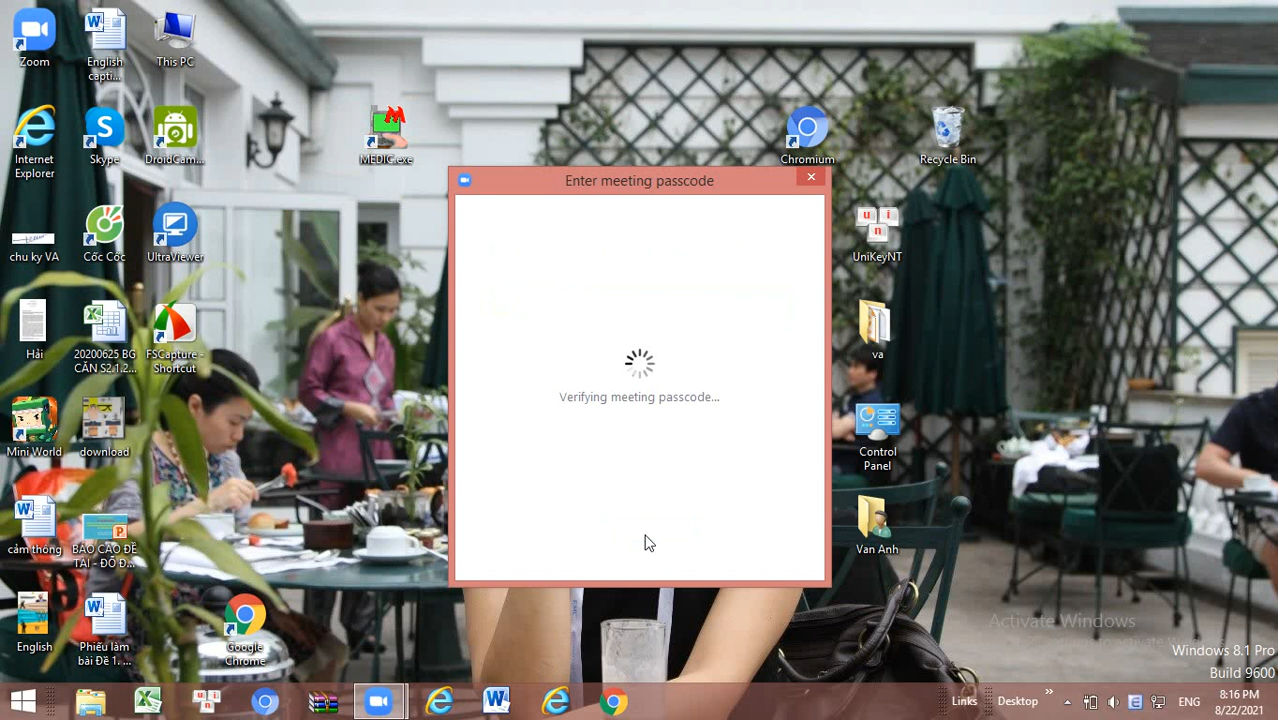 Zoom
English
capti...
This PC
Internet
Explorer
Skype
DroidCam...
MEDIC.exe
Chromium
Recycle Bin
Enter meeting passcode
chu ky VA
Cốc Cốc
UltraViewer
UniKeyNT
Hải
20200625 BG
CĂN S2.1.2...
FSCapture -
Shortcut
va
Verifying meeting passcode...
Mini World
download
Control
Panel
cảm thông
BÁO CÁO ĐỀ
TÀI - ĐỒ Đ...
Van Anh
English
Phiếu làm
bài Đề 1. ...
Google
Chrome
Activate Windows
Windows 8.1 Pro
Build 9600
Links
Desktop
ENG
8:16 PM
8/22/2021